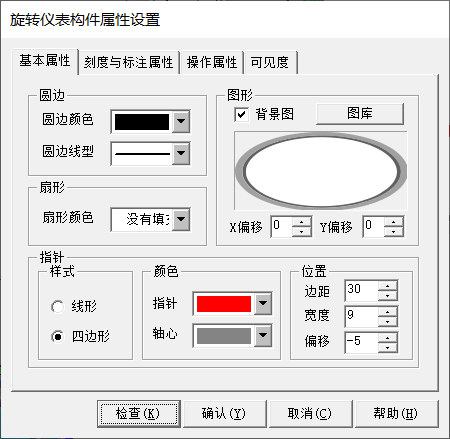 旋转仪表构件属性设置
基本属性 刻度与标注属性 操作属性 可见度
圆边
圆边颜色
圆边线型
扇形
扇形颜色 没有填
图形
背景图 图库
X偏移 0 Y偏移 0
指针
样式
线形
四边形
颜色
指针
轴心
位置
边距 30
宽度 9
偏移 -5
检查(K) 确认(Y) 取消(C) 帮助(H)